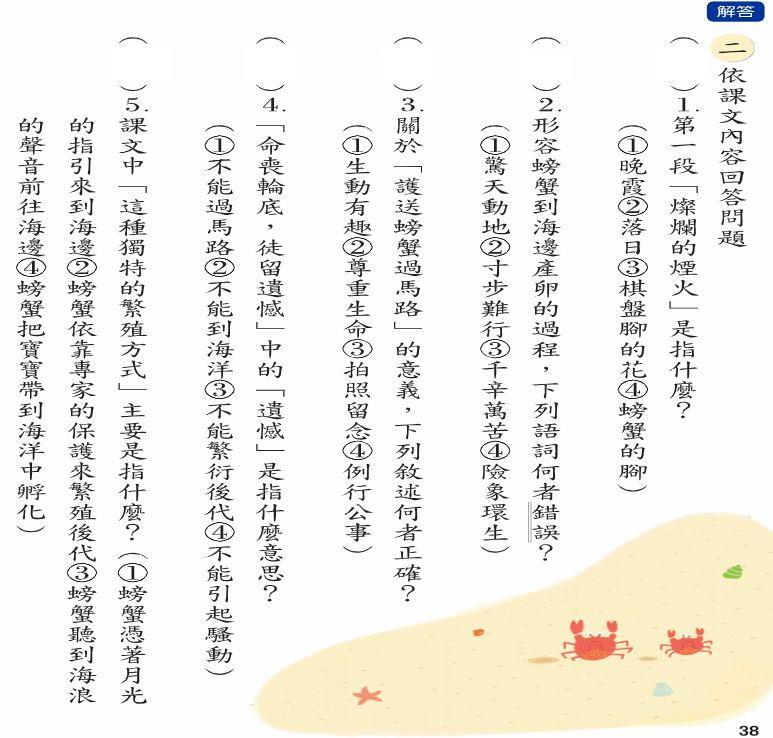 解答
二 依課文內容回答問題
（　）1.第一段「燦爛的煙火」是指什麼？
（①晚霞②落日③棋盤腳的花④螃蟹的腳）
（　）2.形容螃蟹到海邊產卵的過程，下列語詞何者錯誤？
（①驚天動地②寸步難行③千辛萬苦④險象環生）
（　）3.關於「護送螃蟹過馬路」的意義，下列敘述何者正確？
（①生動有趣②尊重生命③拍照留念④例行公事）
（　）4.「命喪輪底，徒留遺憾」中的「遺憾」是指什麼意思？
（①不能過馬路②不能到海洋③不能繁衍後代④不能引起騷動）
（　）5.課文中「這種獨特的繁殖方式」主要是指什麼？（①螃蟹憑著月光
的指引來到海邊②螃蟹依靠專家的保護來繁殖後代③螃蟹聽到海浪
的聲音前往海邊④螃蟹把寶寶帶到海洋中孵化）
38